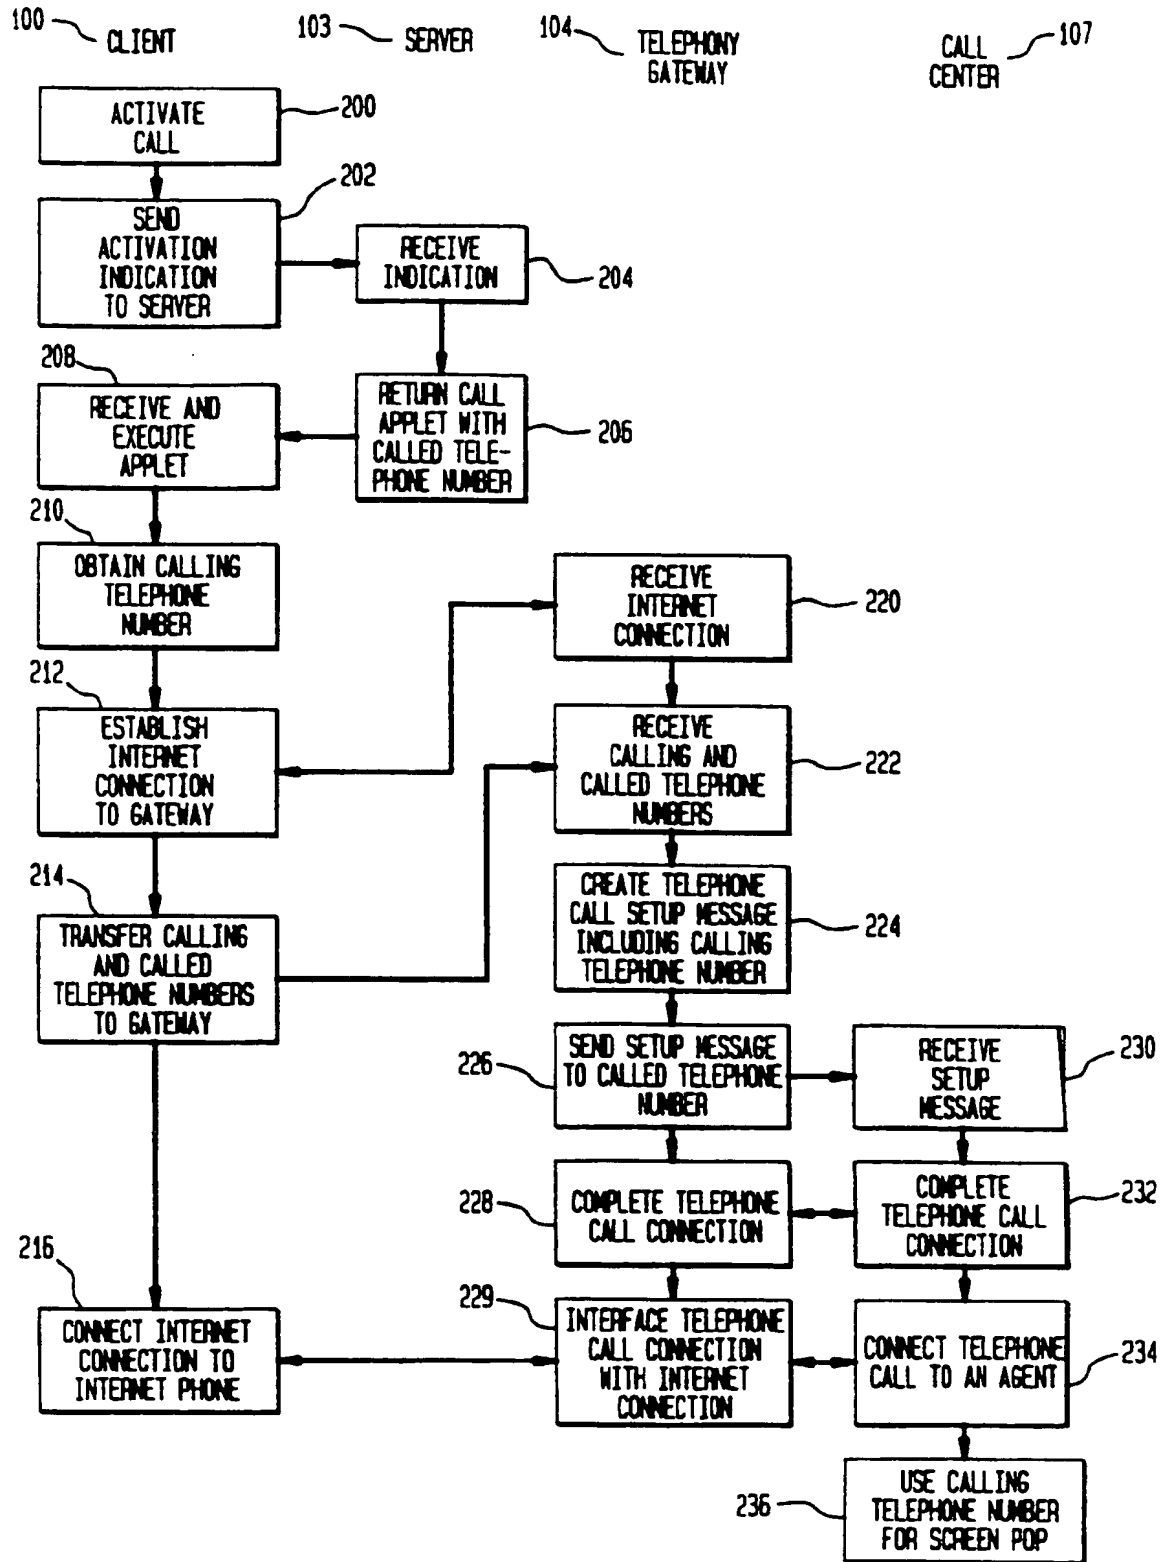 100
CLIENT
103
SERVER
104
TELEPHONY
GATEWAY
CALL
CENTER
107
ACTIVATE
CALL
200
SEND
ACTIVATION
INDICATION
TO SERVER
202
RECEIVE
INDICATION
204
RETURN CALL
APPLET WITH
CALLED TELE-
PHONE NUMBER
206
208
RECEIVE AND
EXECUTE
APPLET
210
OBTAIN CALLING
TELEPHONE
NUMBER
212
ESTABLISH
INTERNET
CONNECTION
TO GATEWAY
214
TRANSFER CALLING
AND CALLED
TELEPHONE NUMBERS
TO GATEWAY
216
CONNECT INTERNET
CONNECTION TO
INTERNET PHONE
RECEIVE
INTERNET
CONNECTION
220
RECEIVE
CALLING AND
CALLED TELEPHONE
NUMBERS
222
CREATE TELEPHONE
CALL SETUP MESSAGE
INCLUDING CALLING
TELEPHONE NUMBER
224
226
SEND SETUP MESSAGE
TO CALLED TELEPHONE
NUMBER
228
COMPLETE TELEPHONE
CALL CONNECTION
229
INTERFACE TELEPHONE
CALL CONNECTION
WITH INTERNET
CONNECTION
RECEIVE
SETUP
MESSAGE
230
COMPLETE
TELEPHONE CALL
CONNECTION
232
CONNECT TELEPHONE
CALL TO AN AGENT
234
236
USE CALLING
TELEPHONE NUMBER
FOR SCREEN POP